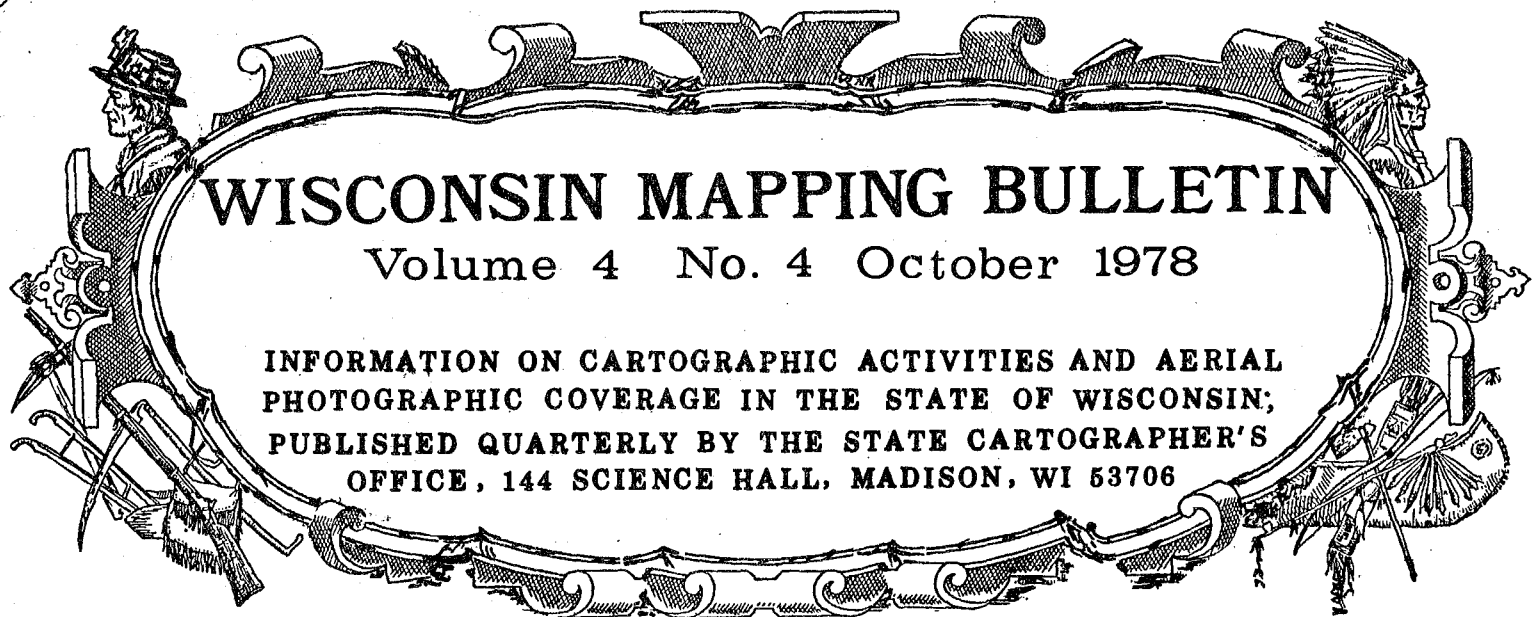 WISCONSIN MAPPING BULLETIN
Volume 4 No. 4 October 1978
INFORMATION ON CARTOGRAPHIC ACTIVITIES AND AERIAL
PHOTOGRAPHIC COVERAGE IN THE STATE OF WISCONSIN;
PUBLISHED QUARTERLY BY THE STATE CARTOGRAPHER'S
OFFICE, 144 SCIENCE HALL, MADISON, WI 53706